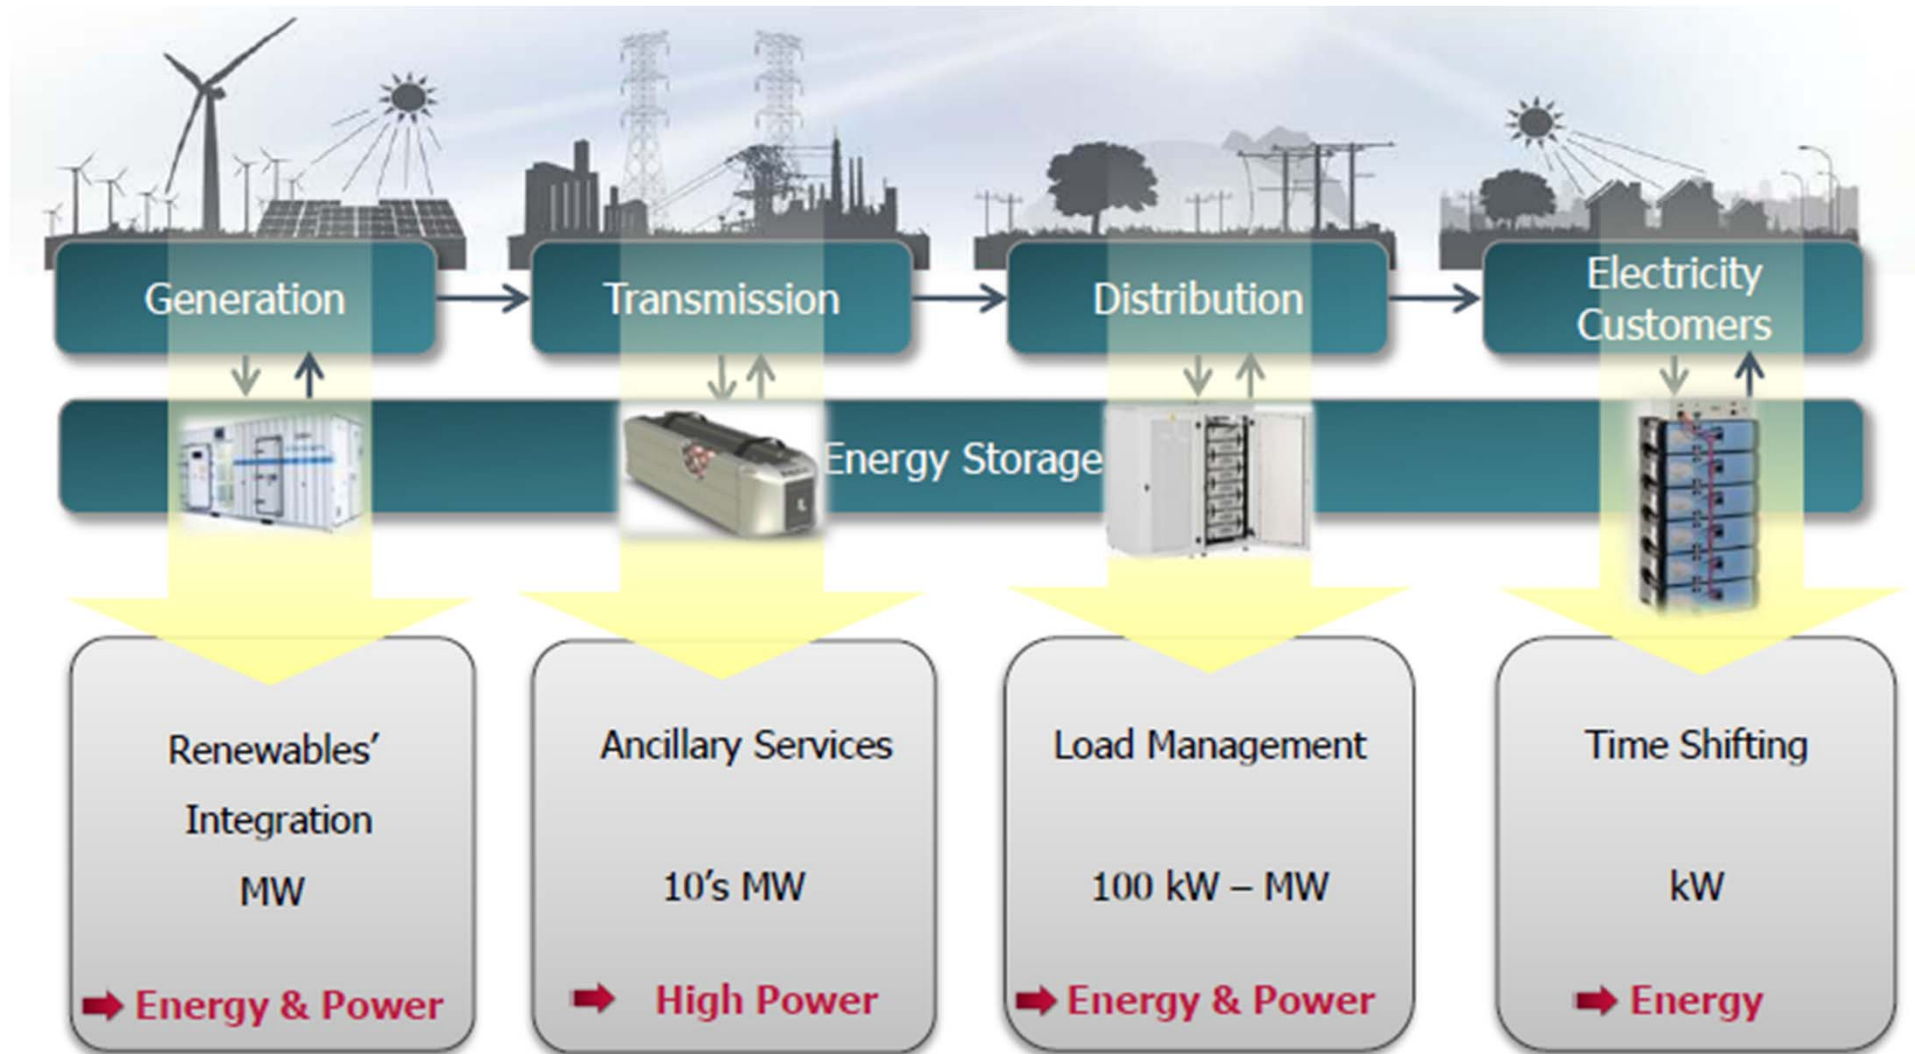 Generation
Transmission
Distribution
Electricity
Customers
Energy Storage
Renewables’
Integration
MW
Energy & Power
Ancillary Services
10’s MW
High Power
Load Management
100 kW – MW
Energy & Power
Time Shifting
kW
Energy